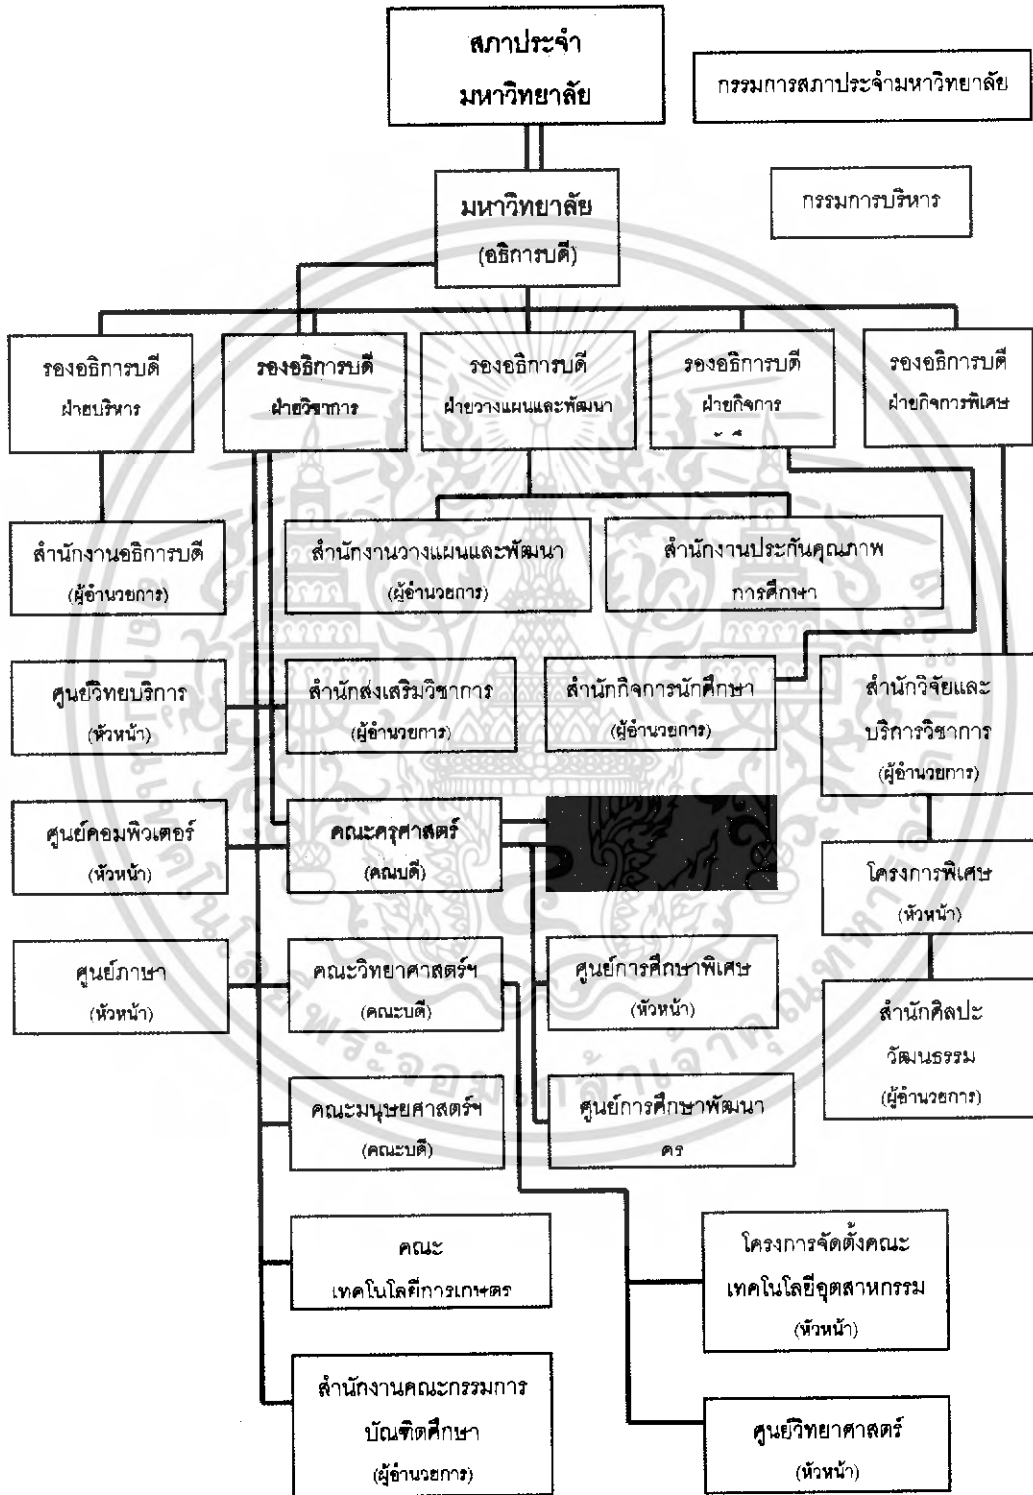 สภาประจำ
มหาวิทยาลัย
กรรมการสภาประจำมหาวิทยาลัย
มหาวิทยาลัย
(อธิการบดี)
กรรมการบริหาร
รองอธิการบดี
ฝ่ายบริหาร
รองอธิการบดี
ฝ่ายวิชาการ
รองอธิการบดี
ฝ่ายวางแผนและพัฒนา
รองอธิการบดี
ฝ่ายกิจการ
รองอธิการบดี
ฝ่ายกิจการพิเศษ
สำนักงานอธิการบดี
(ผู้อำนวยการ)
สำนักงานวางแผนและพัฒนา
(ผู้อำนวยการ)
สำนักงานประกันคุณภาพ
การศึกษา
ศูนย์วิทยบริการ
(หัวหน้า)
สำนักส่งเสริมวิชาการ
(ผู้อำนวยการ)
สำนักกิจการนักศึกษา
(ผู้อำนวยการ)
สำนักวิจัยและ
บริการวิชาการ
(ผู้อำนวยการ)
ศูนย์คอมพิวเตอร์
(หัวหน้า)
คณะครุศาสตร์
(คณบดี)
โครงการพิเศษ
(หัวหน้า)
ศูนย์ภาษา
(หัวหน้า)
คณะวิทยาศาสตร์ฯ
(คณะบดี)
ศูนย์การศึกษาพิเศษ
(หัวหน้า)
สำนักศิลปะ
วัฒนธรรม
(ผู้อำนวยการ)
คณะมนุษยศาสตร์ฯ
(คณะบดี)
ศูนย์การศึกษาพัฒนา
คร
คณะ
เทคโนโลยีการเกษตร
โครงการจัดตั้งคณะ
เทคโนโลยีอุตสาหกรรม
(หัวหน้า)
สำนักงานคณะกรรมการ
บัณฑิตศึกษา
(ผู้อำนวยการ)
ศูนย์วิทยาศาสตร์
(หัวหน้า)
พระจอมเกล้าเจ้าคุณทหารลาดกระบัง